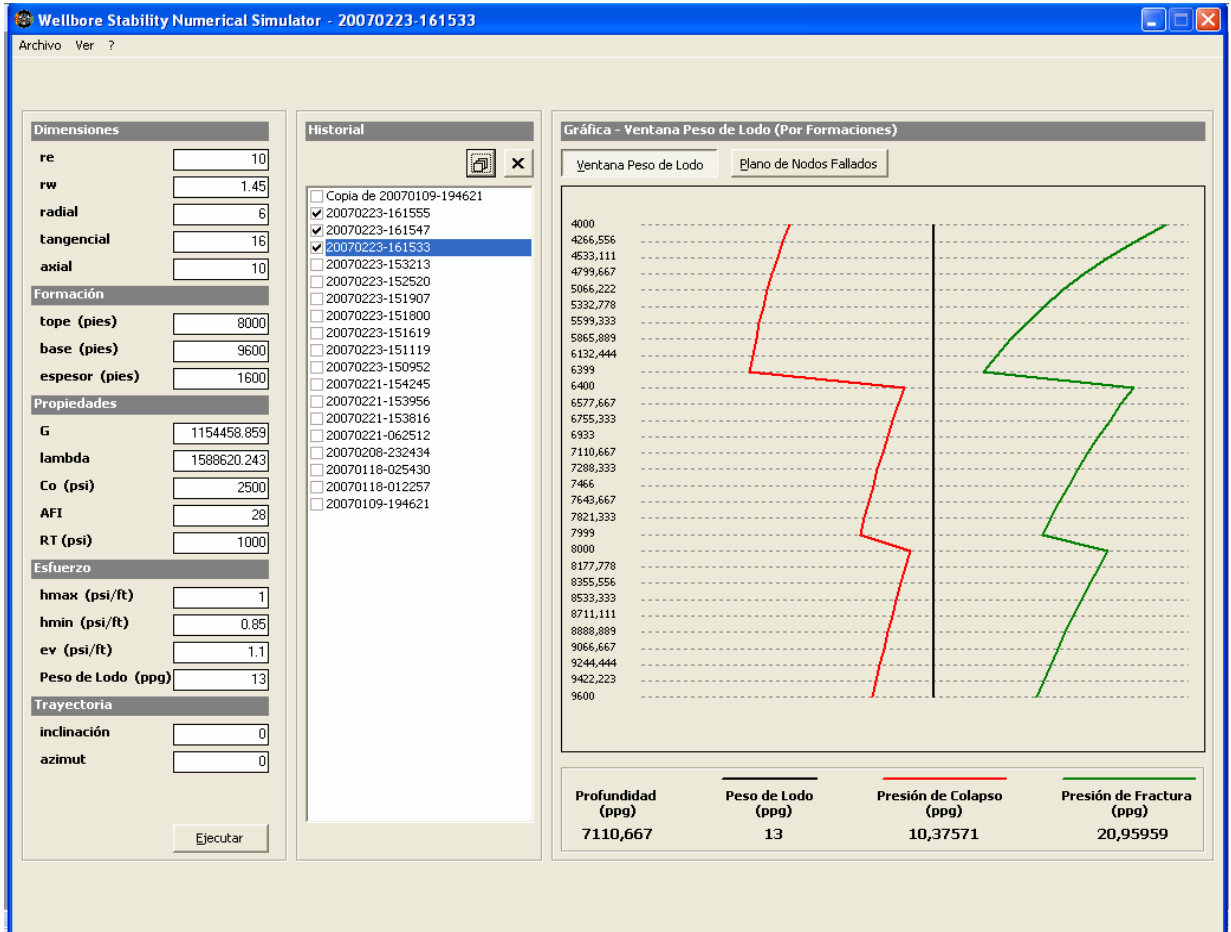 Wellbore Stability Numerical Simulator - 20070223-161533
Archivo Ver ?
Dimensiones
re 10
rw 1.45
radial 6
tangencial 16
axial 10
Formación
tope (pies) 8000
base (pies) 9600
espesor (pies) 1600
Propiedades
G 1154458.859
lambda 1588620.243
Co (psi) 2500
AFI 28
RT (psi) 1000
Esfuerzo
hmax (psi/ft) 1
hmin (psi/ft) 0.85
ev (psi/ft) 1.1
Peso de Lodo (ppg) 13
Trayectoria
inclinación 0
azimut 0
Ejecutar
Historial
Copia de 20070109-194621
20070223-161555
20070223-161547
20070223-161533
20070223-153213
20070223-152520
20070223-151907
20070223-151800
20070223-151619
20070223-151119
20070223-150952
20070221-154245
20070221-153956
20070221-153816
20070221-062512
20070208-232434
20070118-025430
20070118-012257
20070109-194621
Gráfica - Ventana Peso de Lodo (Por Formaciones)
Ventana Peso de Lodo Plano de Nodos Fallados
4000
4266,556
4533,111
4799,667
5066,222
5332,778
5599,333
5865,889
6132,444
6399
6400
6577,667
6755,333
6933
7110,667
7288,333
7466
7643,667
7821,333
7999
8000
8177,778
8355,556
8533,333
8711,111
8888,889
9066,667
9244,444
9422,223
9600
Profundidad Peso de Lodo Presión de Colapso Presión de Fractura
(ppg) (ppg) (ppg) (ppg)
7110,667 13 10,37571 20,95959